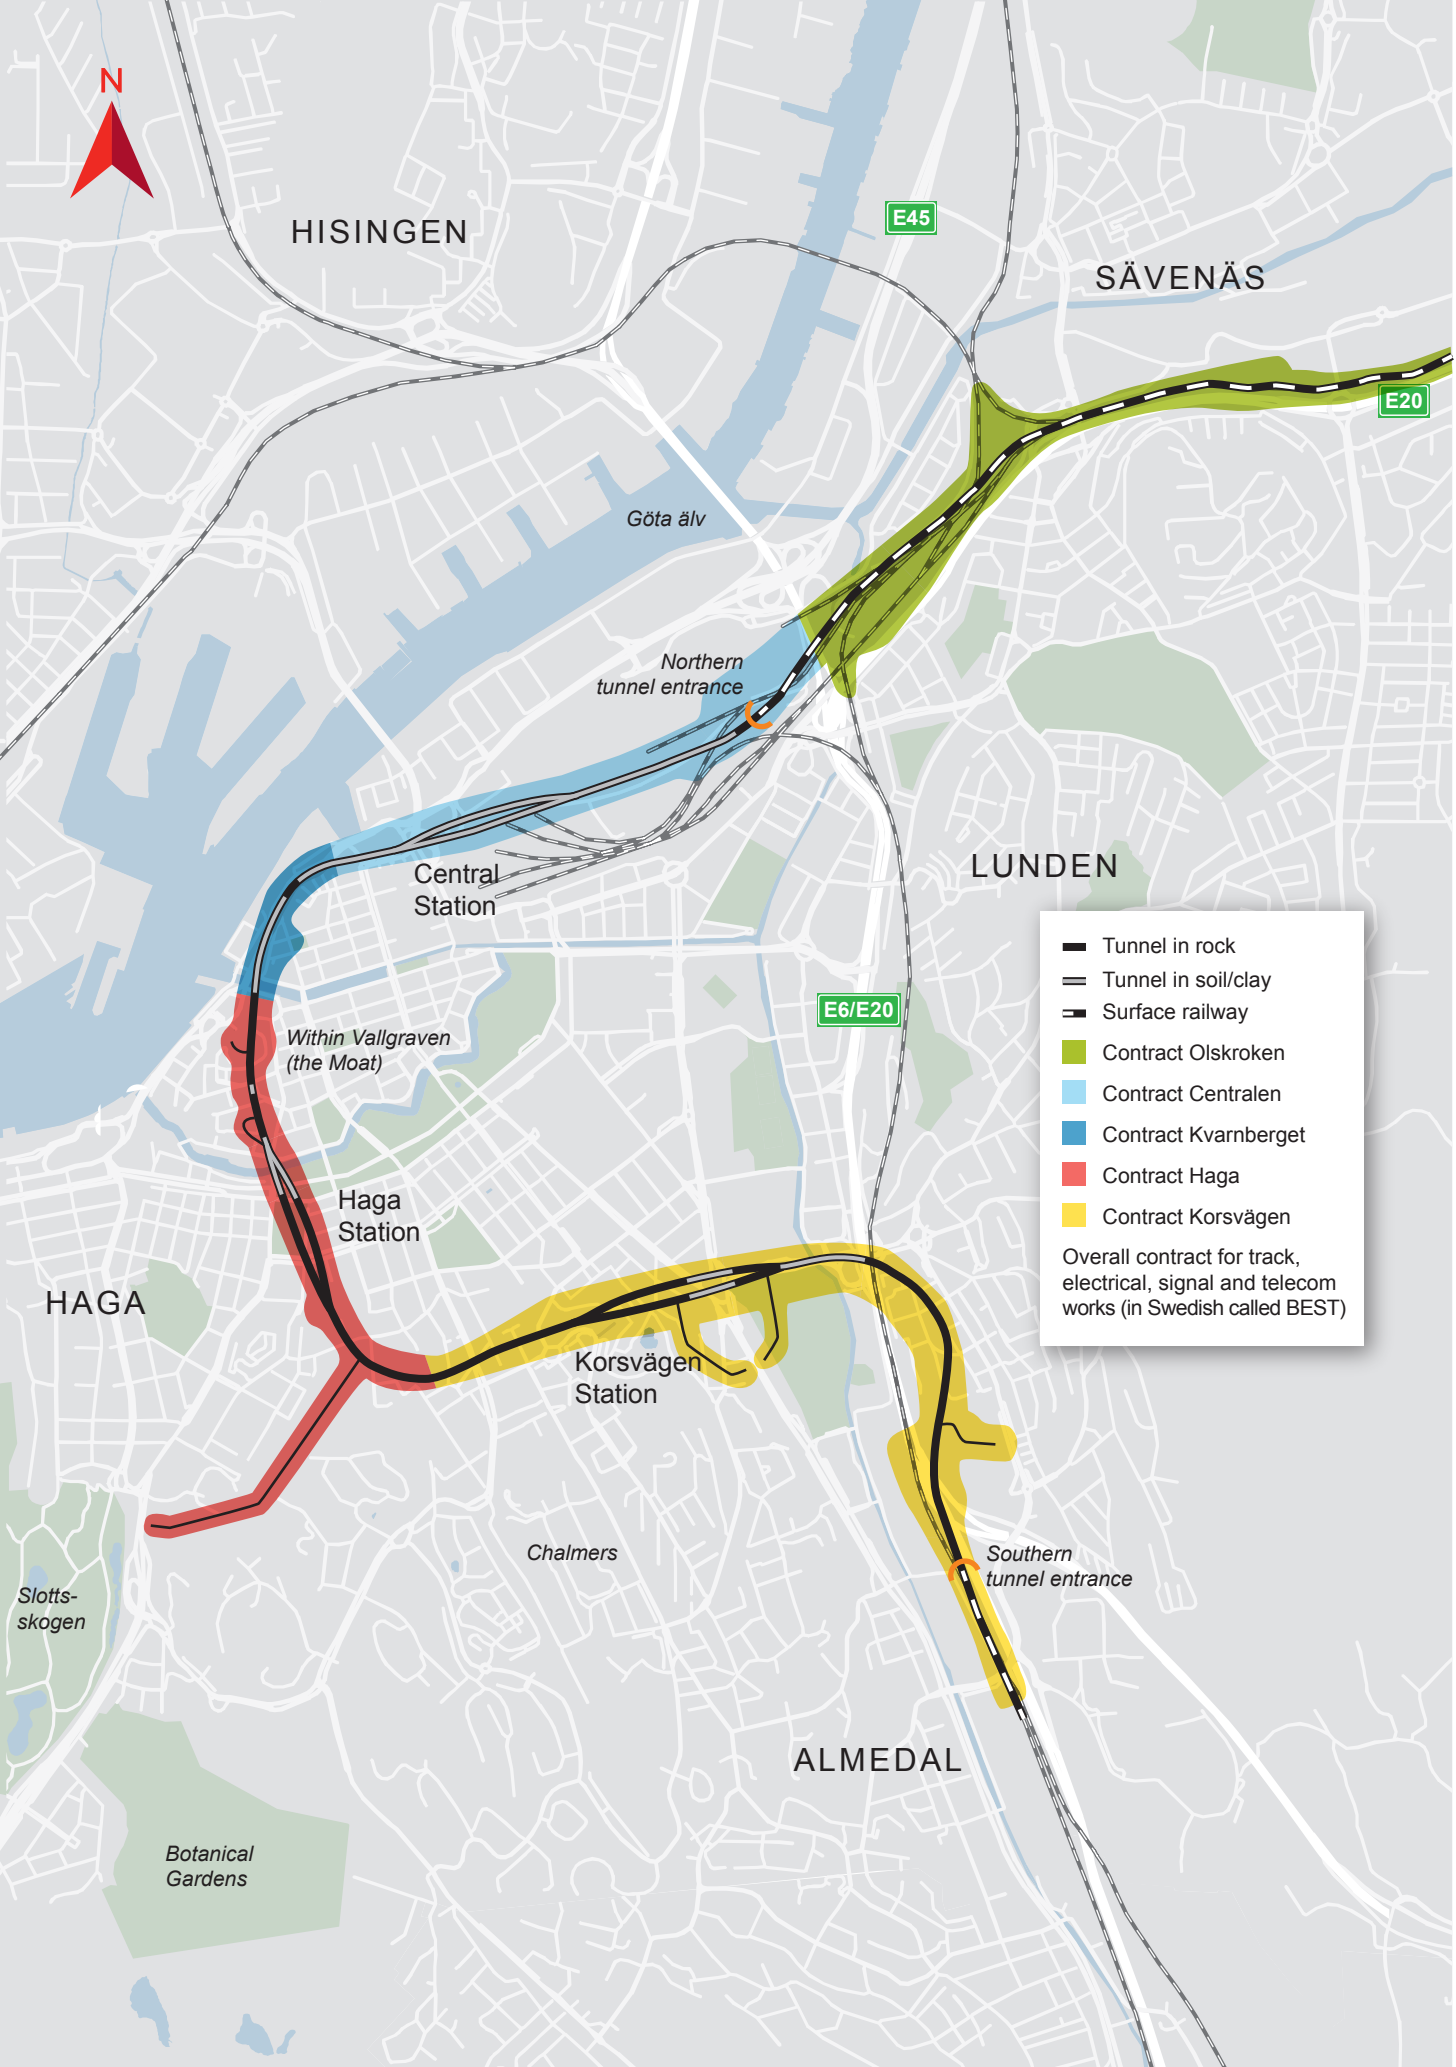 N
HISINGEN
E45
SÄVENÄS
E20
Göta älv
Northern
tunnel entrance
Central
Station
LUNDEN
E6/E20
Within Vallgraven
(the Moat)
Haga
Station
HAGA
Korsvägen
Station
Chalmers
Slotts-
skogen
Southern
tunnel entrance
ALMEDAL
Botanical
Gardens
Tunnel in rock
Tunnel in soil/clay
Surface railway
Contract Olskroken
Contract Centralen
Contract Kvarnberget
Contract Haga
Contract Korsvägen
Overall contract for track,
electrical, signal and telecom
works (in Swedish called BEST)